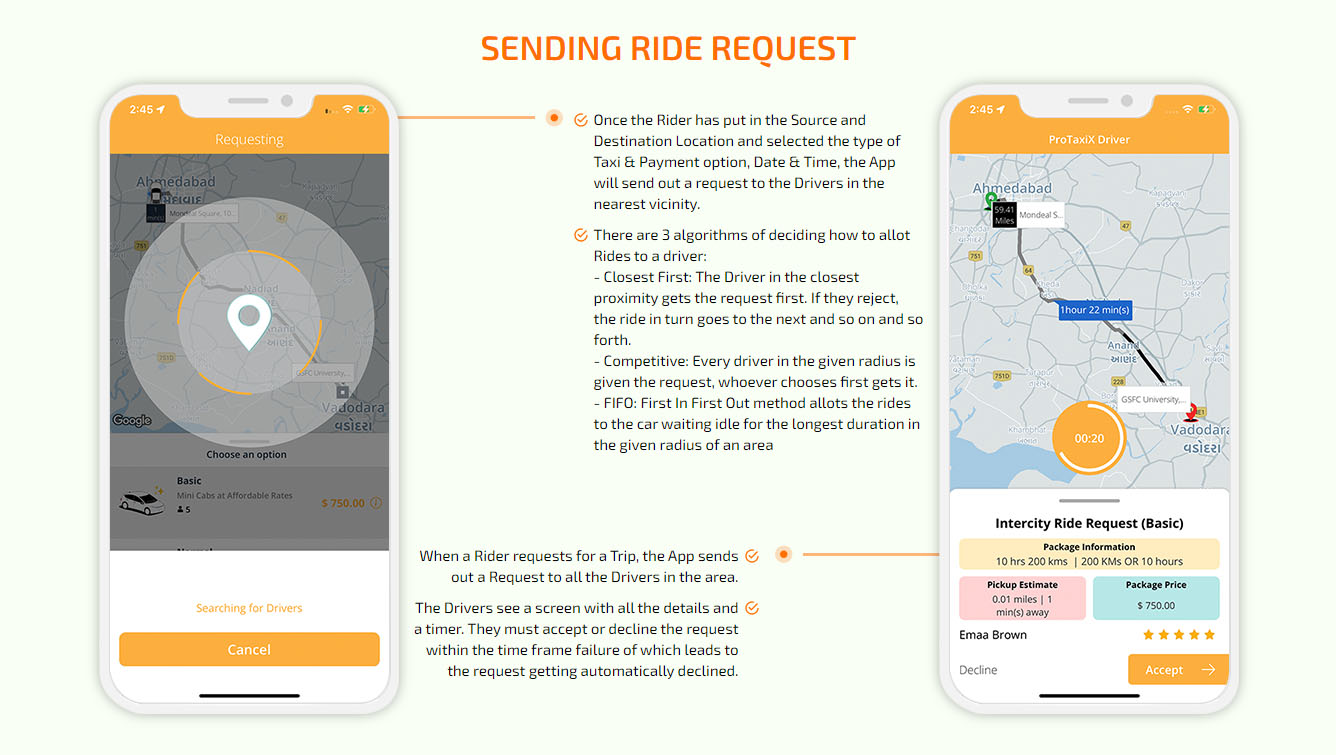 SENDING RIDE REQUEST
2:45
Requesting
Ahmedabad
Kapadvanj
1
min(s)
Mondeal Square, 10...
47
751
Nadiad
Anand
751D
GSFC University,...
Vadodara
વડોદરા
Google
Choose an option
Basic
Mini Cabs at Affordable Rates
5
$ 750.00
Searching for Drivers
Cancel
Once the Rider has put in the Source and
Destination Location and selected the type of
Taxi & Payment option, Date & Time, the App
will send out a request to the Drivers in the
nearest vicinity.
There are 3 algorithms of deciding how to allot
Rides to a driver:
- Closest First: The Driver in the closest
proximity gets the request first. If they reject,
the ride in turn goes to the next and so on and so
forth.
- Competitive: Every driver in the given radius is
given the request, whoever chooses first gets it.
- FIFO: First In First Out method allots the rides
to the car waiting idle for the longest duration in
the given radius of an area
When a Rider requests for a Trip, the App sends
out a Request to all the Drivers in the area.
The Drivers see a screen with all the details and
a timer. They must accept or decline the request
within the time frame failure of which leads to
the request getting automatically declined.
2:45
ProTaxiX Driver
Ahmedabad
Kapadvanj
59.41
Miles
Mondeal S...
47
751
64
Kheda
Dholka
Dakor
1hour 22 min(s)
Anand
આણંદ
751D
228
GSFC University,...
Khambhat
Vadodara
વડોદરા
00:20
Intercity Ride Request (Basic)
Package Information
10 hrs 200 kms | 200 KMs OR 10 hours
Pickup Estimate
0.01 miles | 1
min(s) away
Package Price
$ 750.00
Emaa Brown
Decline
Accept